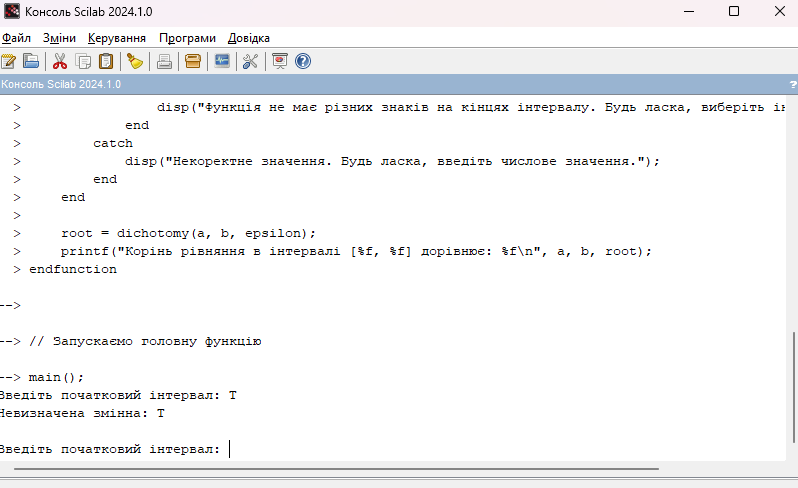 Консоль Scilab 2024.1.0
Файл Зміни Керування Програми Довідка
Консоль Scilab 2024.1.0 ?
> disp("Функція не має різних знаків на кінцях інтервалу. Будь ласка, виберіть ін
> end
> catch
> disp("Некоректне значення. Будь ласка, введіть числове значення.");
> end
> end
>
> root = dichotomy(a, b, epsilon);
> printf("Корінь рівняння в інтервалі [%f, %f] дорівнює: %f\n", a, b, root);
> endfunction
-->
--> // Запускаємо головну функцію
--> main();
Введіть початковий інтервал: T
Невизначена змінна: T
Введіть початковий інтервал: